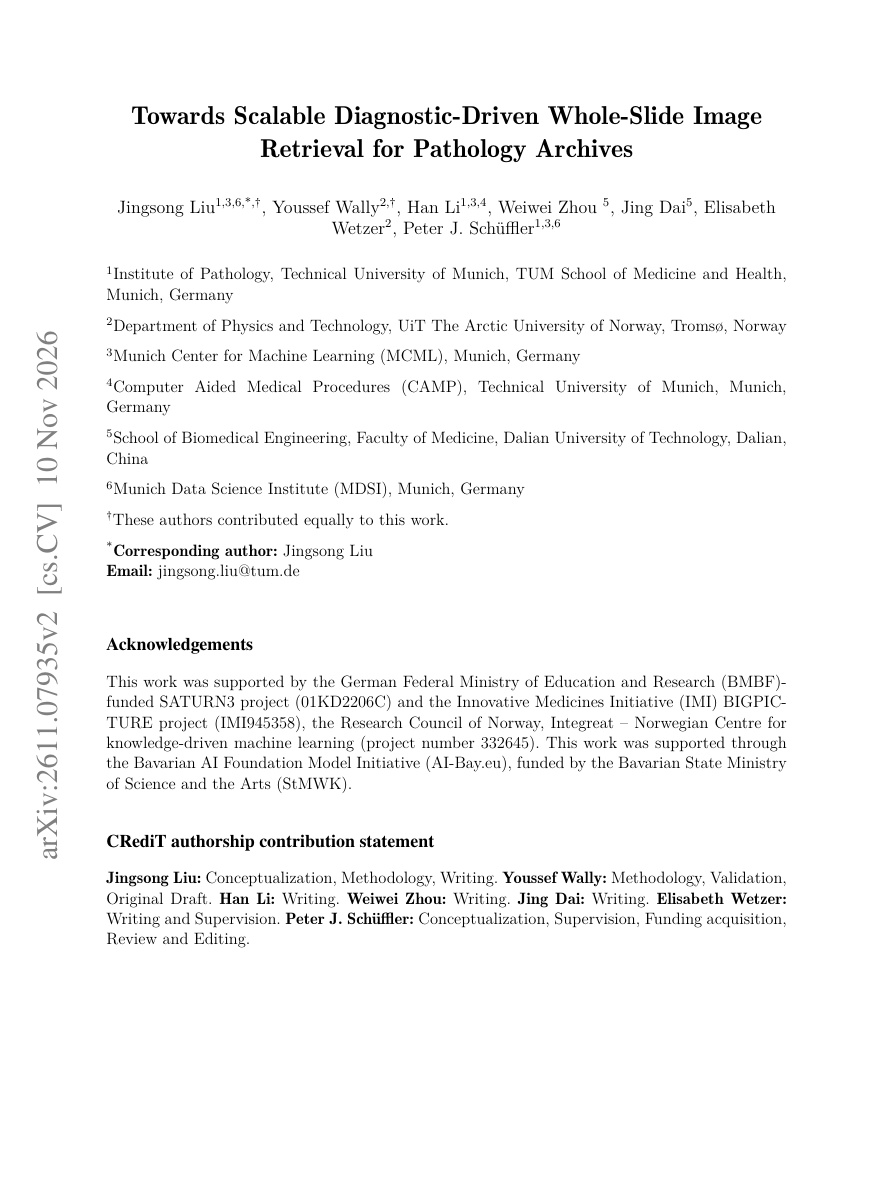 Towards Scalable Diagnostic-Driven Whole-Slide Image
Retrieval for Pathology Archives
Jingsong Liu1,3,6,*,†, Youssef Wally2,†, Han Li1,3,4, Weiwei Zhou 5, Jing Dai5, Elisabeth
Wetzer2, Peter J. Schüffler1,3,6
1Institute of Pathology, Technical University of Munich, TUM School of Medicine and Health,
Munich, Germany
2Department of Physics and Technology, UiT The Arctic University of Norway, Tromsø, Norway
3Munich Center for Machine Learning (MCML), Munich, Germany
4Computer Aided Medical Procedures (CAMP), Technical University of Munich, Munich,
Germany
5School of Biomedical Engineering, Faculty of Medicine, Dalian University of Technology, Dalian,
China
6Munich Data Science Institute (MDSI), Munich, Germany
†These authors contributed equally to this work.
*Corresponding author: Jingsong Liu
Email: jingsong.liu@tum.de
Acknowledgements
This work was supported by the German Federal Ministry of Education and Research (BMBF)-
funded SATURN3 project (01KD2206C) and the Innovative Medicines Initiative (IMI) BIGPIC-
TURE project (IMI945358), the Research Council of Norway, Integreat – Norwegian Centre for
knowledge-driven machine learning (project number 332645). This work was supported through
the Bavarian AI Foundation Model Initiative (AI-Bay.eu), funded by the Bavarian State Ministry
of Science and the Arts (StMWK).
CRediT authorship contribution statement
Jingsong Liu: Conceptualization, Methodology, Writing. Youssef Wally: Methodology, Validation,
Original Draft. Han Li: Writing. Weiwei Zhou: Writing. Jing Dai: Writing. Elisabeth Wetzer:
Writing and Supervision. Peter J. Schüffler: Conceptualization, Supervision, Funding acquisition,
Review and Editing.
arXiv:2611.07935v2 [cs.CV] 10 Nov 2026